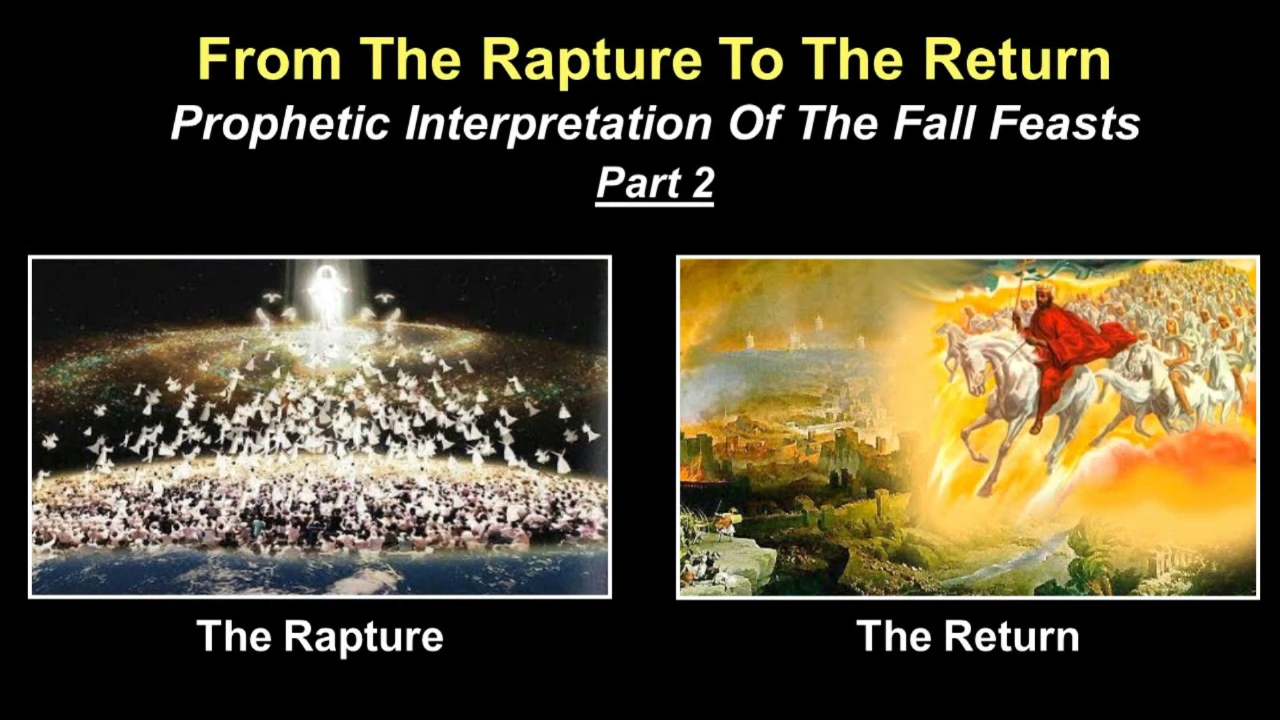 From The Rapture To The Return
Prophetic Interpretation Of The Fall Feasts
Part 2
The Rapture
The Return